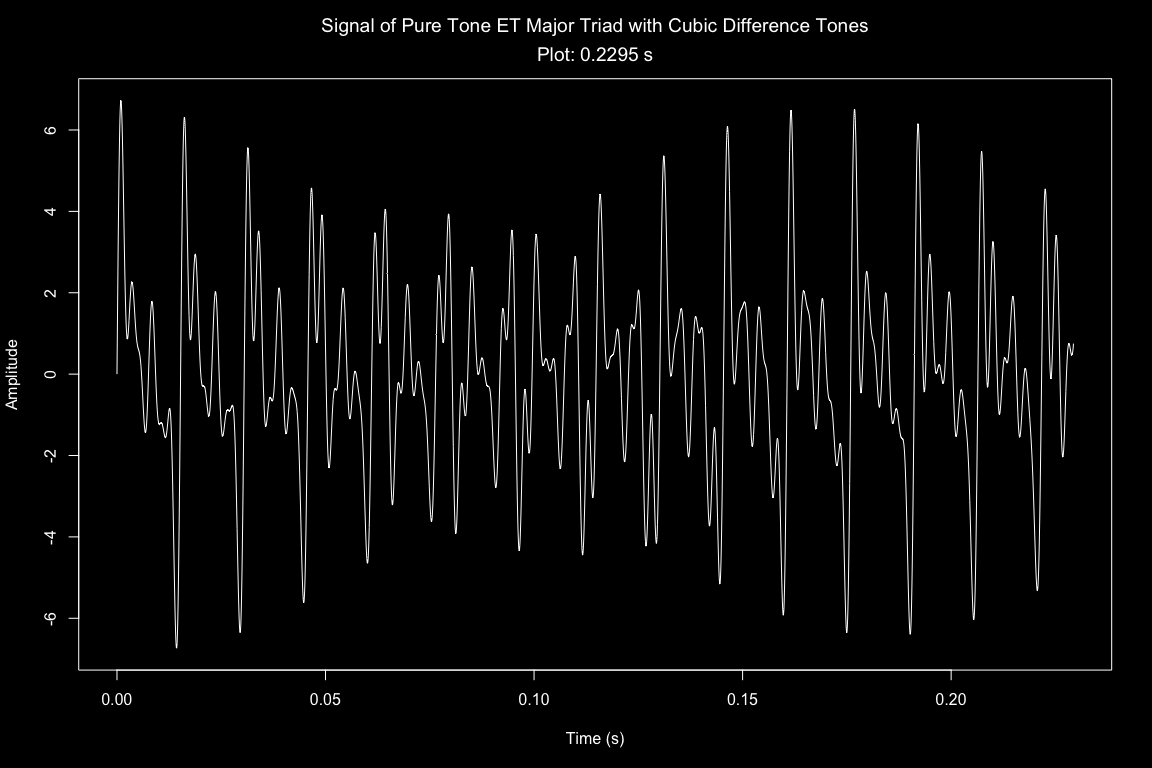 Signal of Pure Tone ET Major Triad with Cubic Difference Tones
Plot: 0.2295 s
Amplitude
6
4
2
0
-2
-4
-6
0.00 0.05 0.10 0.15 0.20
Time (s)